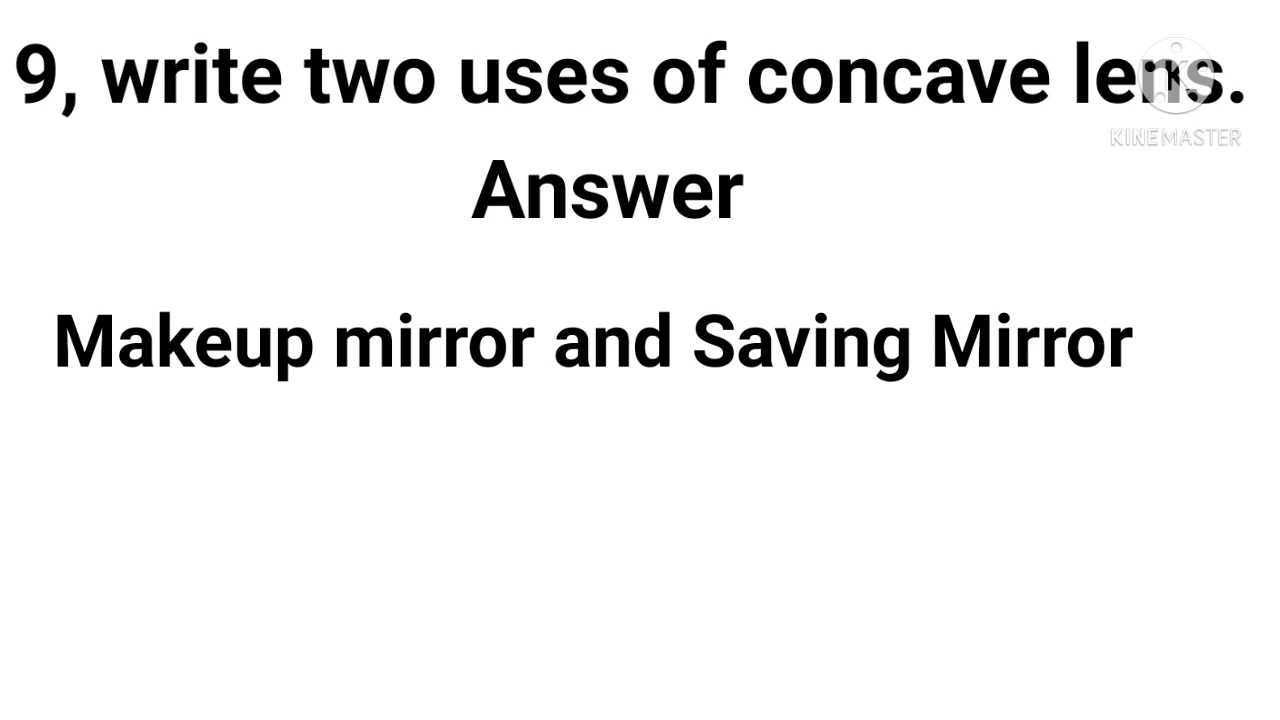 9, write two uses of concave lens.
KINEMASTER
Answer
Makeup mirror and Saving Mirror